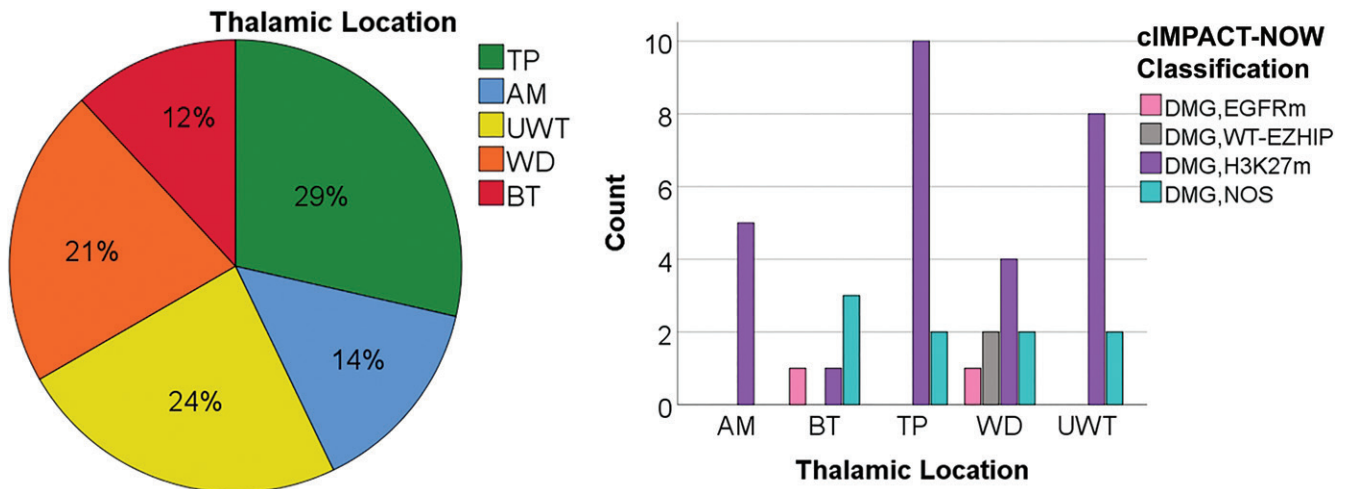 Thalamic Location
TP
AM
UWT
WD
BT
12%
29%
21%
14%
24%
cIMPACT-NOW
Classification
DMG,EGFRm
DMG,WT-EZHIP
DMG,H3K27m
DMG,NOS
Count
10
8
6
4
2
0
AM BT TP WD UWT
Thalamic Location